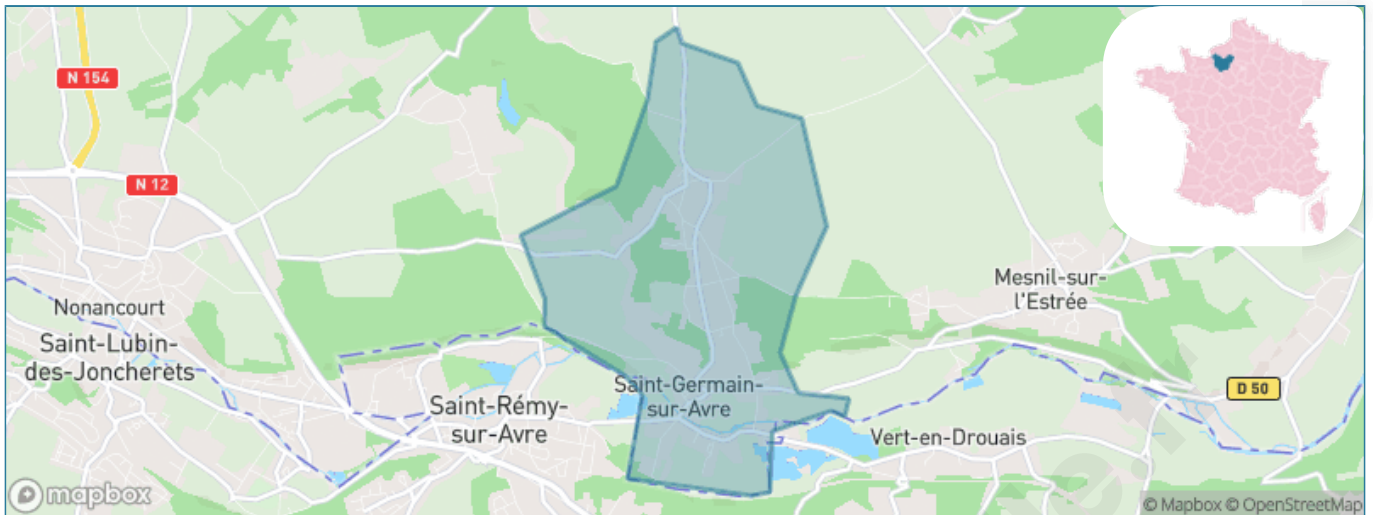 N 154
N 12
Nonancourt
Saint-Lubin-
des-Joncherets
Saint-Rémy-
sur-Avre
Saint-Germain-
sur-Avre
Mesnil-sur-
l'Estrée
D 50
Vert-en-Drouais
mapbox
© Mapbox © OpenStreetMap